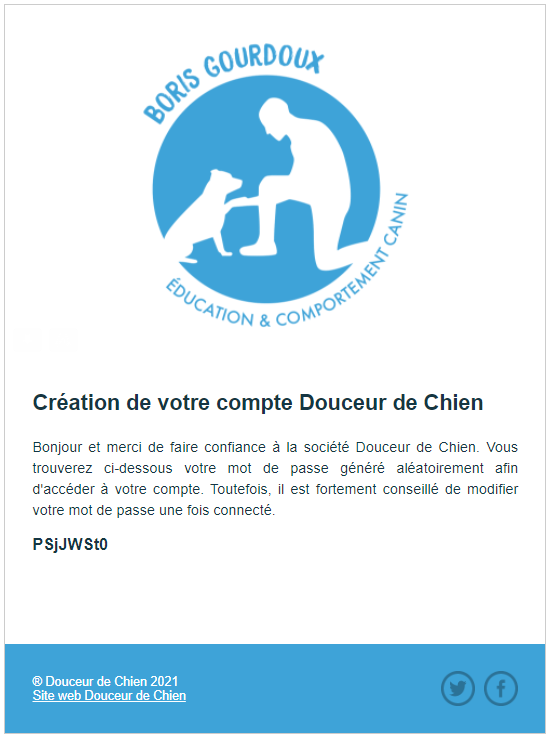 BORIS GOURDOUX
ÉDUCATION & COMPORTEMENT CANIN
Création de votre compte Douceur de Chien
Bonjour et merci de faire confiance à la société Douceur de Chien. Vous
trouverez ci-dessous votre mot de passe généré aléatoirement afin
d'accéder à votre compte. Toutefois, il est fortement conseillé de modifier
votre mot de passe une fois connecté.
PSjJWSt0
® Douceur de Chien 2021
Site web Douceur de Chien